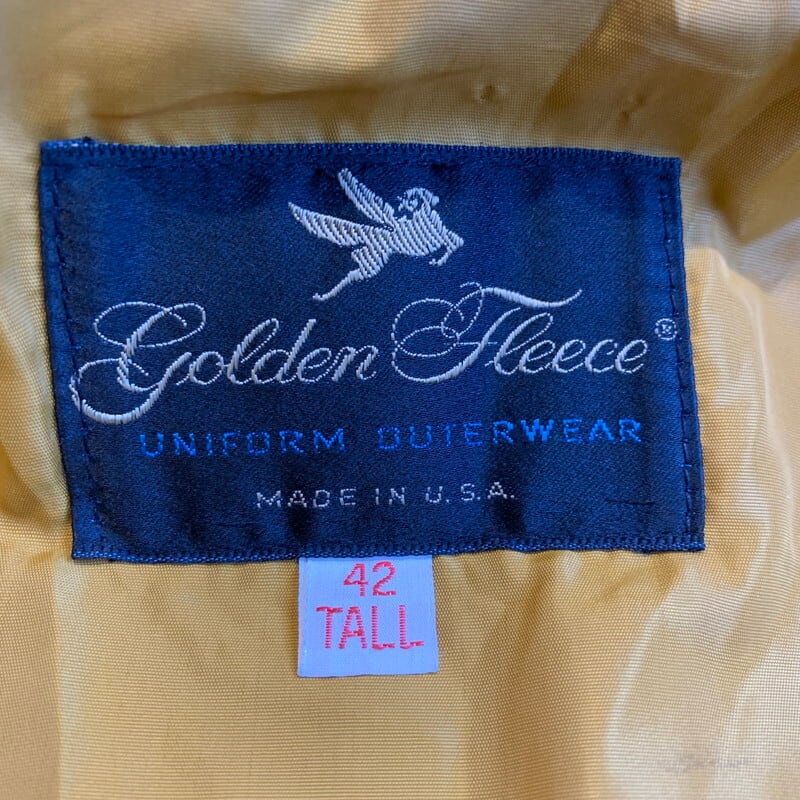 Golden Fleece®
UNIFORM OUTERWEAR
MADE IN U.S.A.
42
TALL